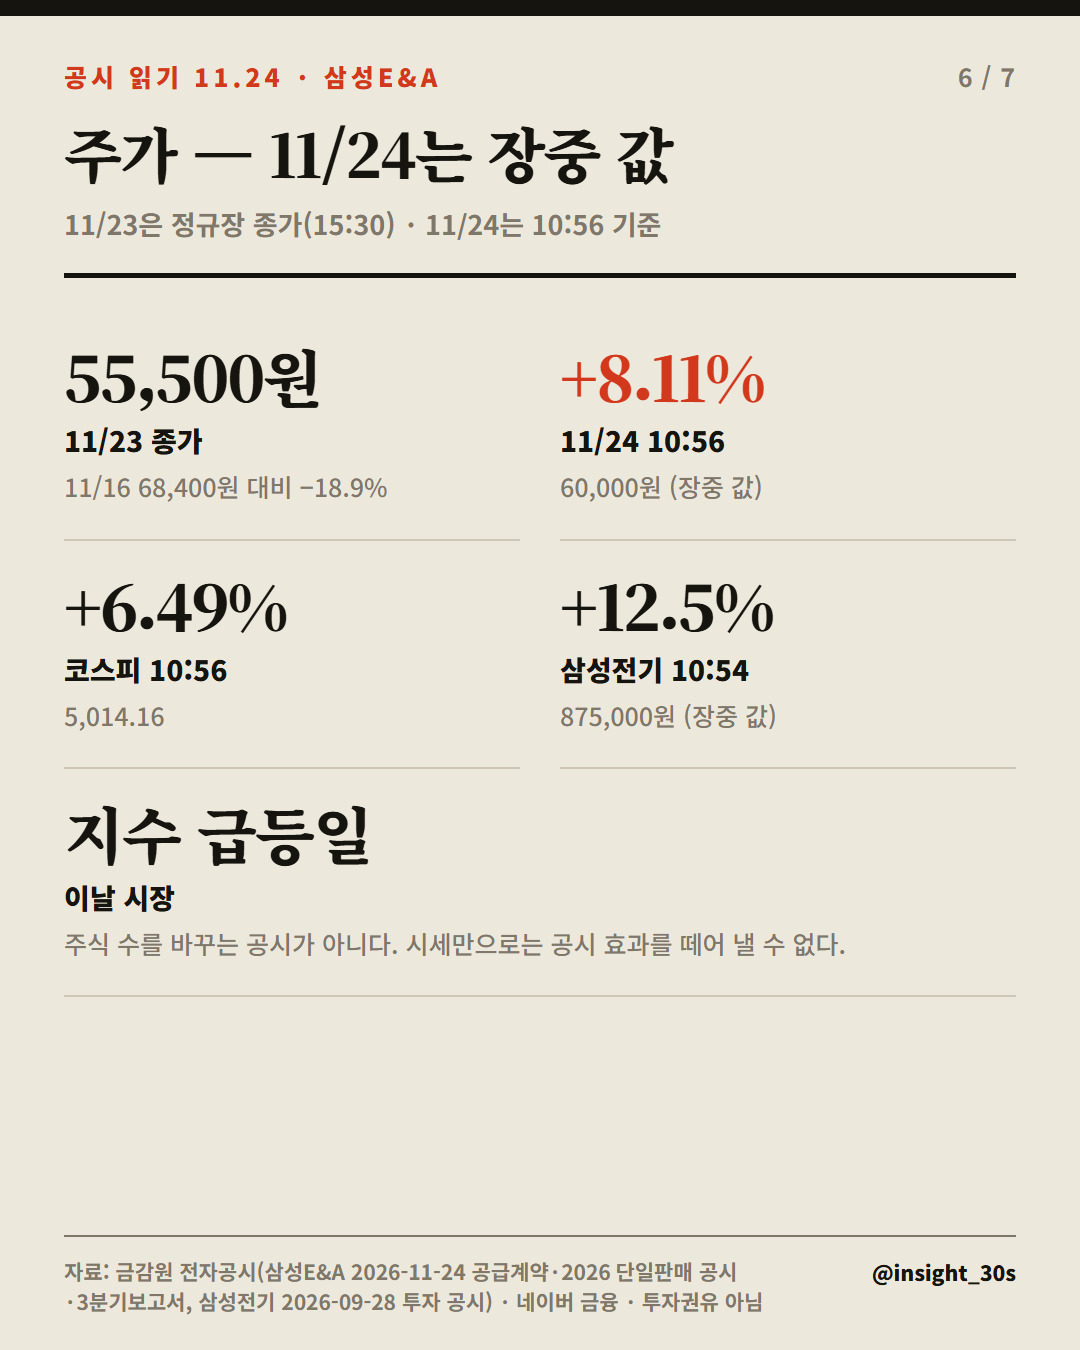 공시 읽기 11.24 · 삼성E&A
6 / 7
주가 — 11/24는 장중 값
11/23은 정규장 종가(15:30) · 11/24는 10:56 기준
55,500원
11/23 종가
11/16 68,400원 대비 −18.9%
+8.11%
11/24 10:56
60,000원 (장중 값)
+6.49%
코스피 10:56
5,014.16
+12.5%
삼성전기 10:54
875,000원 (장중 값)
지수 급등일
이날 시장
주식 수를 바꾸는 공시가 아니다. 시세만으로는 공시 효과를 떼어 낼 수 없다.
자료: 금감원 전자공시(삼성E&A 2026-11-24 공급계약·2026 단일판매 공시
·3분기보고서, 삼성전기 2026-09-28 투자 공시) · 네이버 금융 · 투자권유 아님
@insight_30s